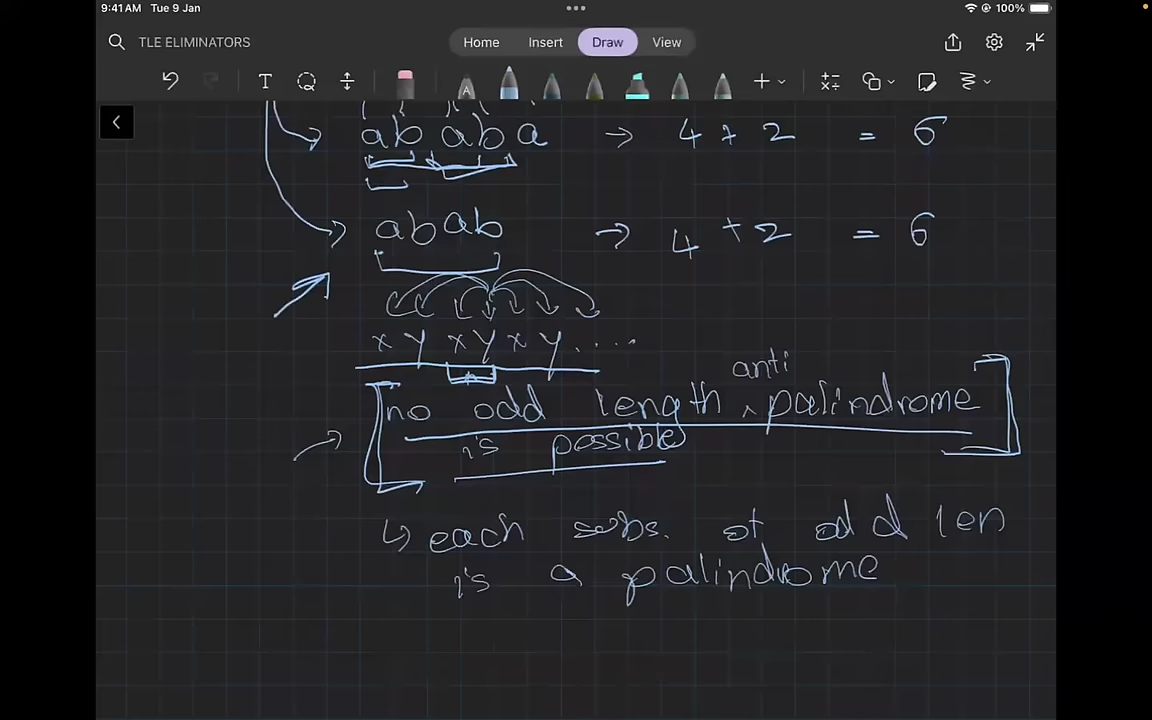 9:41 AM Tue 9 Jan
100%
TLE ELIMINATORS
Home Insert Draw View
T A
ab aba → 4 + 2 = 6
abab → 4 + 2 = 6
x y x y x y . . . .
anti
no odd length palindrome
is possible
↳ each subs. of odd len
is a palindrome